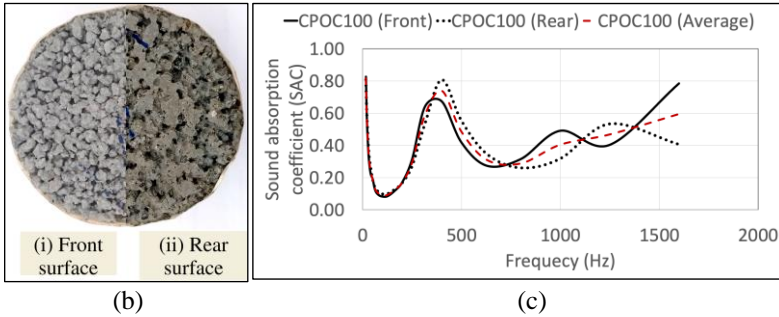 (i) Front
surface
(ii) Rear
surface
(b)
CPOC100 (Front) CPOC100 (Rear) CPOC100 (Average)
Sound absorption
coefficient (SAC)
1.00
0.80
0.60
0.40
0.20
0.00
0 500 1000 1500 2000
Frequecy (Hz)
(c)